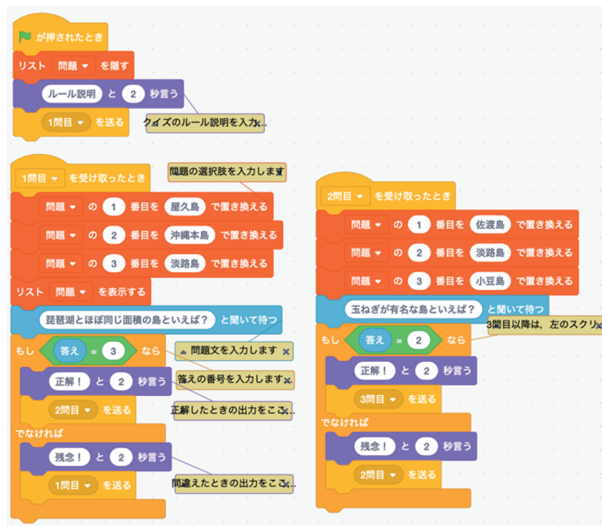 が押されたとき
リスト 問題 を隠す
ルール説明 と 2 秒言う
1問目 を送る
クイズのルール説明を入力...
1問目 を受け取ったとき
問題の選択肢を入力します
問題 の 1 番目を 屋久島 で置き換える
問題 の 2 番目を 沖縄本島 で置き換える
問題 の 3 番目を 淡路島 で置き換える
リスト 問題 を表示する
琵琶湖とほぼ同じ面積の島といえば? と聞いて待つ
もし 答え = 3 なら
問題文を入力します
正解! と 2 秒言う
答えの番号を入力します
2問目 を送る
正解したときの出力をここ...
でなければ
残念! と 2 秒言う
間違えたときの出力をここ...
1問目 を送る
2問目 を受け取ったとき
問題 の 1 番目を 佐渡島 で置き換える
問題 の 2 番目を 淡路島 で置き換える
問題 の 3 番目を 小豆島 で置き換える
玉ねぎが有名な島といえば? と聞いて待つ
3問目以降は、左のスクリ
もし 答え = 2 なら
正解! と 2 秒言う
3問目 を送る
でなければ
残念! と 2 秒言う
2問目 を送る